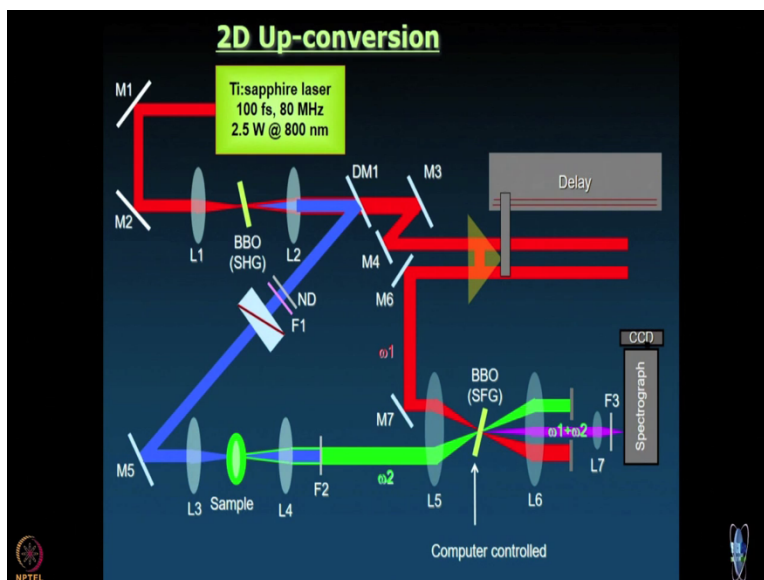 2D Up-conversion
Ti:sapphire laser
100 fs, 80 MHz
2.5 W @ 800 nm
M1
M2
L1
BBO
(SHG)
L2
DM1
M3
M4
Delay
M6
ND
F1
ω1
M7
BBO
(SFG)
CCD
Spectrograph
F3
ω1+ω2
L7
M5
L3
Sample
L4
F2
ω2
L5
L6
Computer controlled
NPTEL